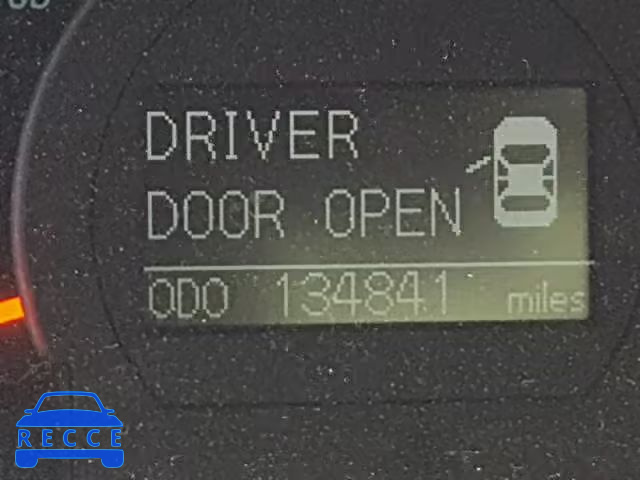 DRIVER
DOOR OPEN
ODO 134841 miles
RECCE